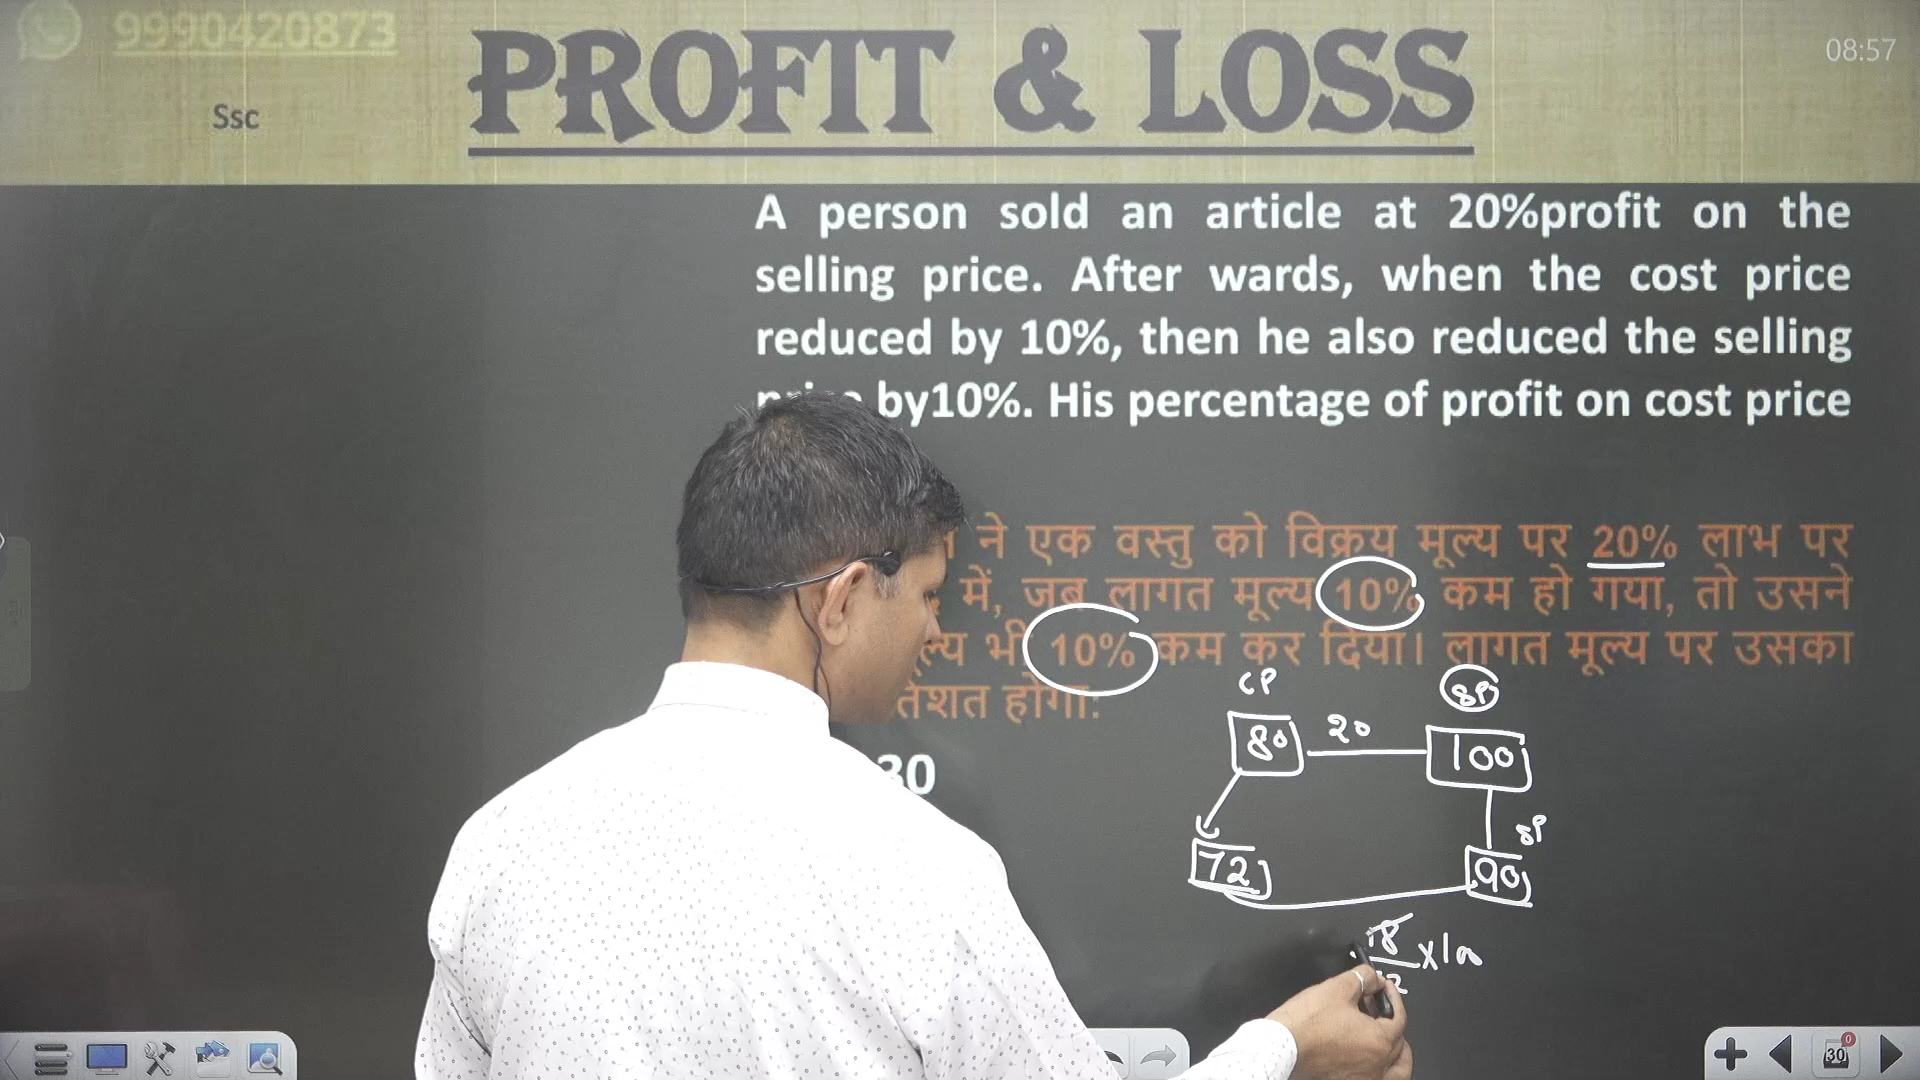 9990420873
PROFIT & LOSS
08:57
Ssc
A person sold an article at 20%profit on the
selling price. After wards, when the cost price
reduced by 10%, then he also reduced the selling
by10%. His percentage of profit on cost price
ने एक वस्तु को विक्रय मूल्य पर 20% लाभ पर
में, जब लागत मूल्य 10% कम हो गया, तो उसने
भी 10% कम कर दिया। लागत मूल्य पर उसका
होगा:
CP SP
80 20 100
30
SP
72 90
18 x100
30 0